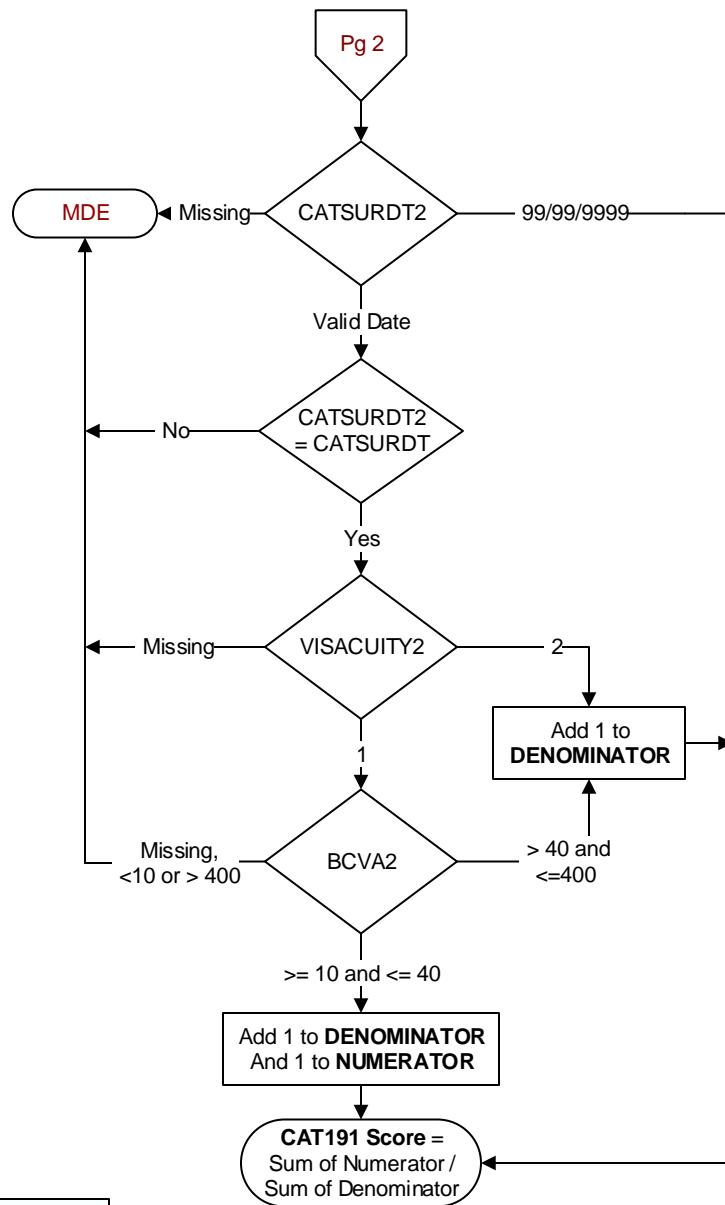 Pg 2
MDE
Missing
CATSURDT2
99/99/9999
Valid Date
No
CATSURDT2
= CATSURDT
Yes
Missing
VISACUITY2
2
Add 1 to
DENOMINATOR
1
Missing,
<10 or > 400
BCVA2
> 40 and
<=400
>= 10 and <= 40
Add 1 to DENOMINATOR
And 1 to NUMERATOR
CAT191 Score =
Sum of Numerator /
Sum of Denominator